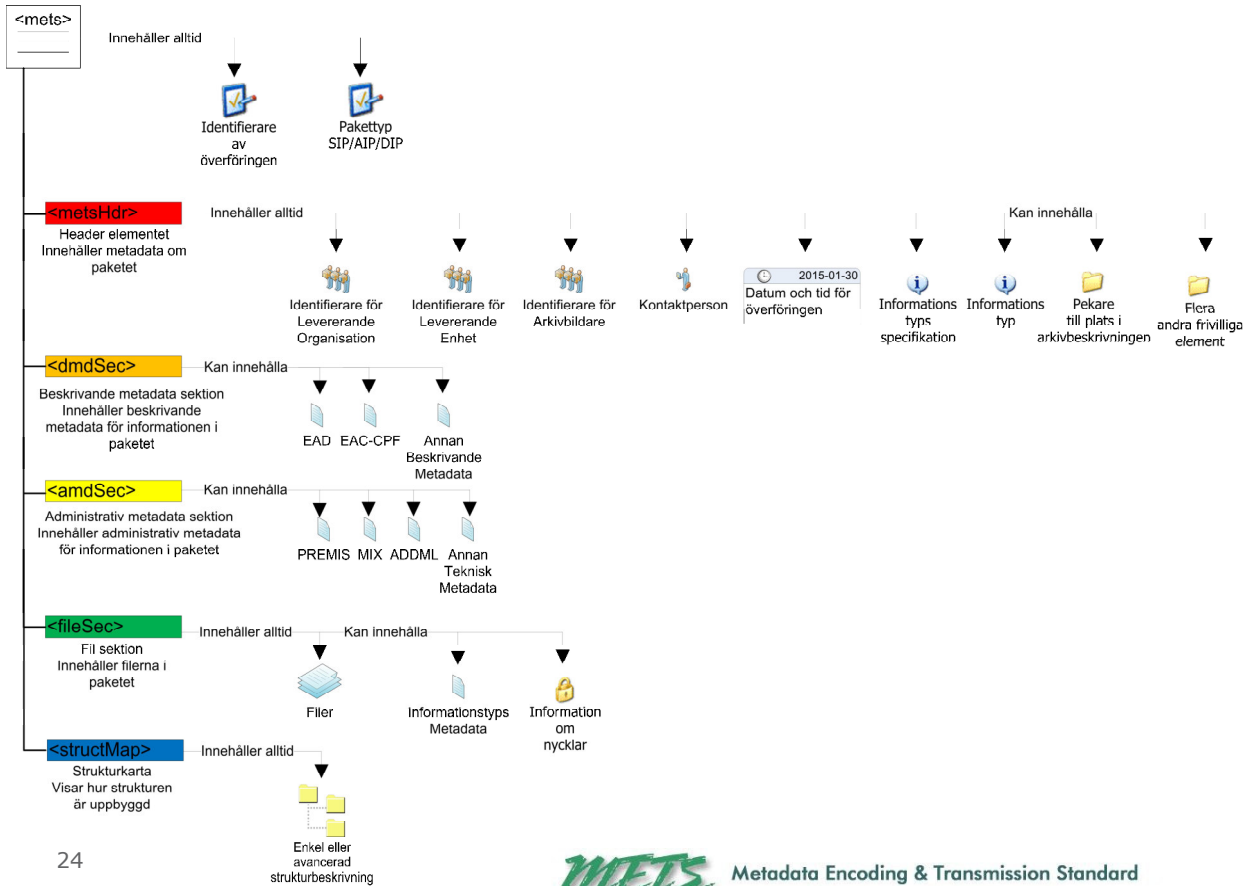 <mets>
Innehåller alltid
Identifierare
av
överföringen
Pakettyp
SIP/AIP/DIP
<metsHdr>
Innehåller alltid
Kan innehålla
Header elementet
Innehåller metadata om
paketet
Identifierare för
Levererande
Organisation
Identifierare för
Levererande
Enhet
Identifierare för
Arkivbildare
Kontaktperson
2015-01-30
Datum och tid för
överföringen
Informations
typs
specifikation
Informations
typ
Pekare
till plats i
arkivbeskrivningen
Flera
andra frivilliga
element
<dmdSec>
Kan innehålla
Beskrivande metadata sektion
Innehåller beskrivande
metadata för informationen i
paketet
EAD
EAC-CPF
Annan
Beskrivande
Metadata
<amdSec>
Kan innehålla
Administrativ metadata sektion
Innehåller administrativ metadata
för informationen i paketet
PREMIS
MIX
ADDML
Annan
Teknisk
Metadata
<fileSec>
Innehåller alltid
Kan innehålla
Fil sektion
Innehåller filerna i
paketet
Filer
Informationstyps
Metadata
Information
om
nycklar
<structMap>
Innehåller alltid
Strukturkarta
Visar hur strukturen
är uppbyggd
Enkel eller
avancerad
strukturbeskrivning
24
METS
Metadata Encoding & Transmission Standard